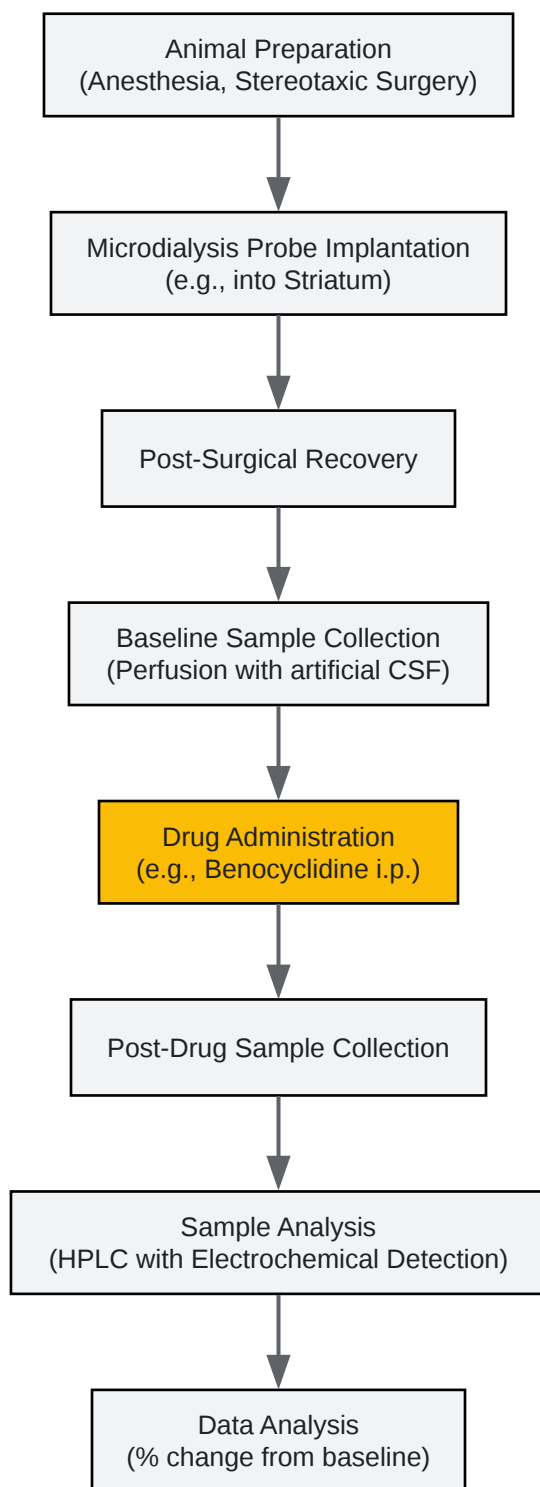 Animal Preparation
(Anesthesia, Stereotaxic Surgery)
Microdialysis Probe Implantation
(e.g., into Striatum)
Post-Surgical Recovery
Baseline Sample Collection
(Perfusion with artificial CSF)
Drug Administration
(e.g., Benocyclidine i.p.)
Post-Drug Sample Collection
Sample Analysis
(HPLC with Electrochemical Detection)
Data Analysis
(% change from baseline)